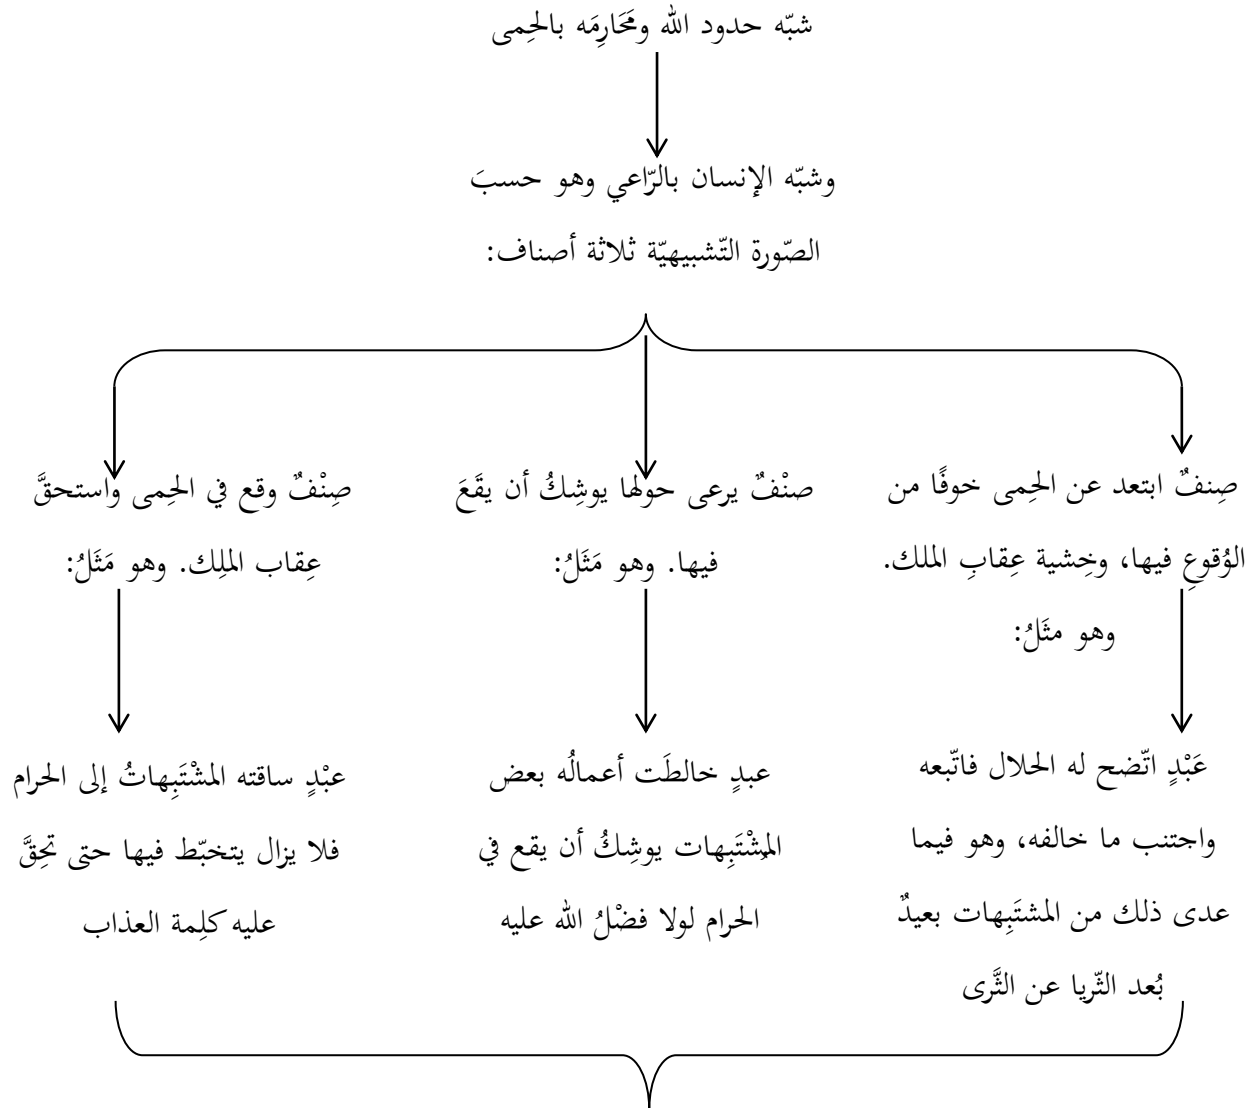 شبّه حدود الله ومَحَارِمَه بالحِمى
وشبّه الإنسان بالرّاعي وهو حسبَ
الصّورة التّشبيهيّة ثلاثة أصناف:
صِنفٌ ابتعد عن الحِمى خوفًا من
الوُقوعِ فيها، وخِشية عِقابِ الملك.
وهو مثَلُ:
صنْفٌ يرعى حولها يوشِكُ أن يقَعَ
فيها. وهو مَثَلُ:
صِنْفٌ وقع في الحِمى واستحقَّ
عِقاب الملِك. وهو مَثَلُ:
عَبْدٍ اتّضح له الحلال فاتّبعه
واجتنب ما خالفه، وهو فيما
عدى ذلك من المشتَبِهات بعيدٌ
بُعد الثّريا عن الثَّرى
عبدٍ خالطَت أعمالُه بعض
المُشْتَبِهات يوشِكُ أن يقع في
الحرام لولا فضْلُ الله عليه
عبْدٍ ساقته المشْتَبِهاتُ إلى الحرام
فلا يزال يتخبّط فيها حتى تحِقَّ
عليه كلِمة العذاب